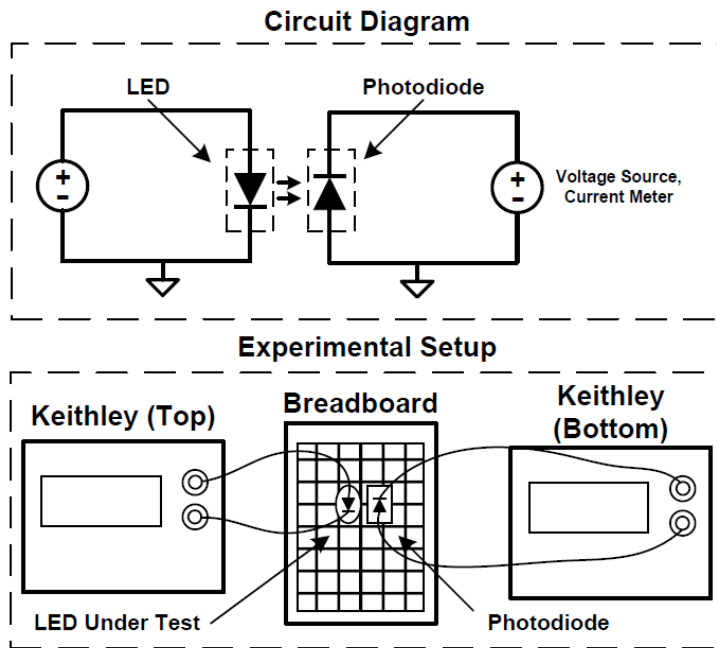 Circuit Diagram
LED
Photodiode
+
-
+
-
Voltage Source,
Current Meter
Experimental Setup
Keithley (Top)
Breadboard
Keithley
(Bottom)
LED Under Test
Photodiode